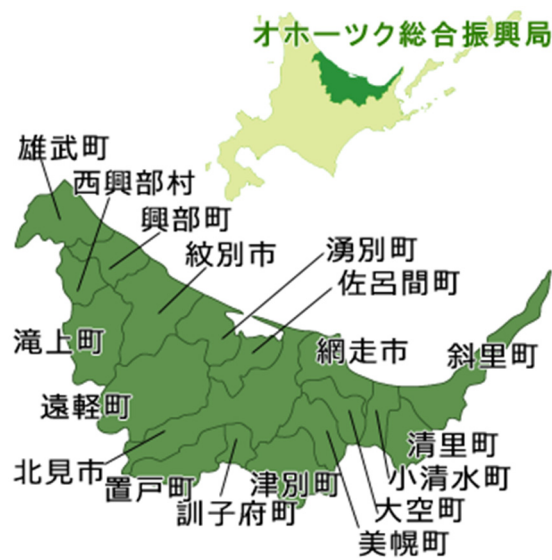 オホーツク総合振興局
雄武町
西興部村
興部町
紋別市
湧別町
佐呂間町
滝上町
網走市
斜里町
遠軽町
清里町
北見市
小清水町
置戸町
津別町
大空町
訓子府町
美幌町